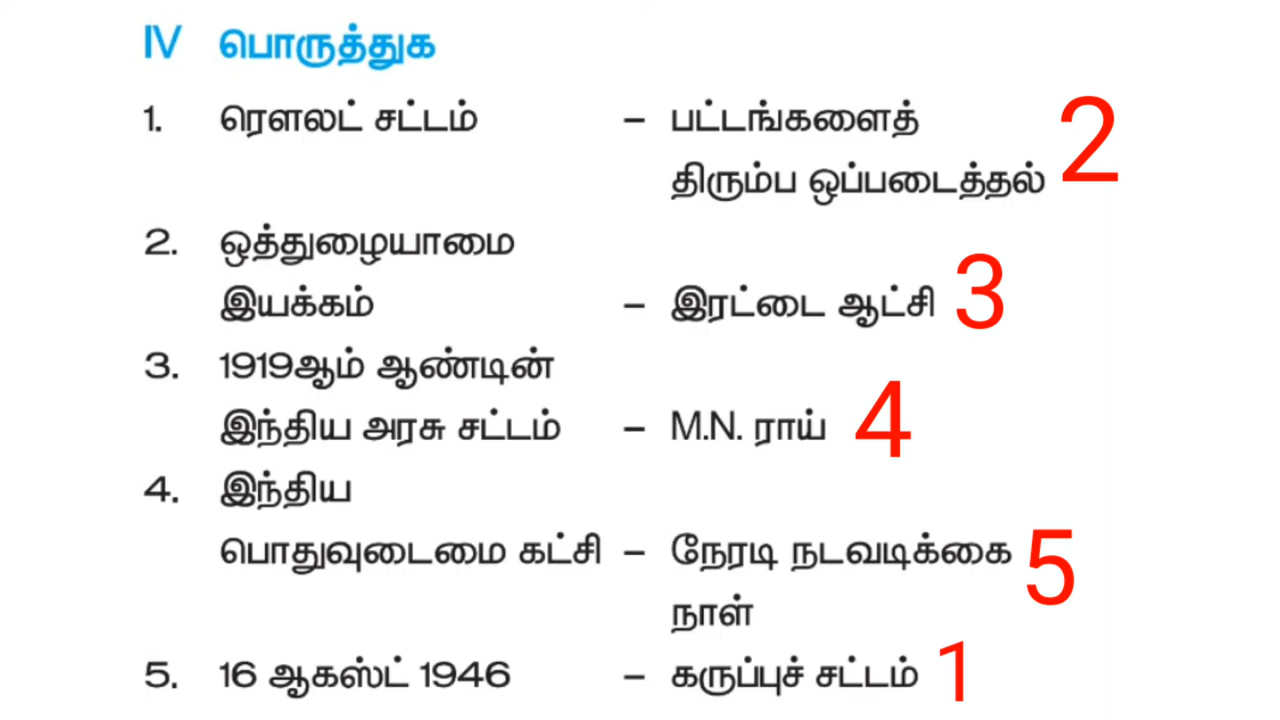 IV பொருத்துக
1. ரௌலட் சட்டம் – பட்டங்களைத்
திரும்ப ஒப்படைத்தல் 2
2. ஒத்துழையாமை
இயக்கம் – இரட்டை ஆட்சி 3
3. 1919ஆம் ஆண்டின்
இந்திய அரசு சட்டம் – M.N. ராய் 4
4. இந்திய
பொதுவுடைமை கட்சி – நேரடி நடவடிக்கை 5
நாள்
5. 16 ஆகஸ்ட் 1946 – கருப்புச் சட்டம் 1